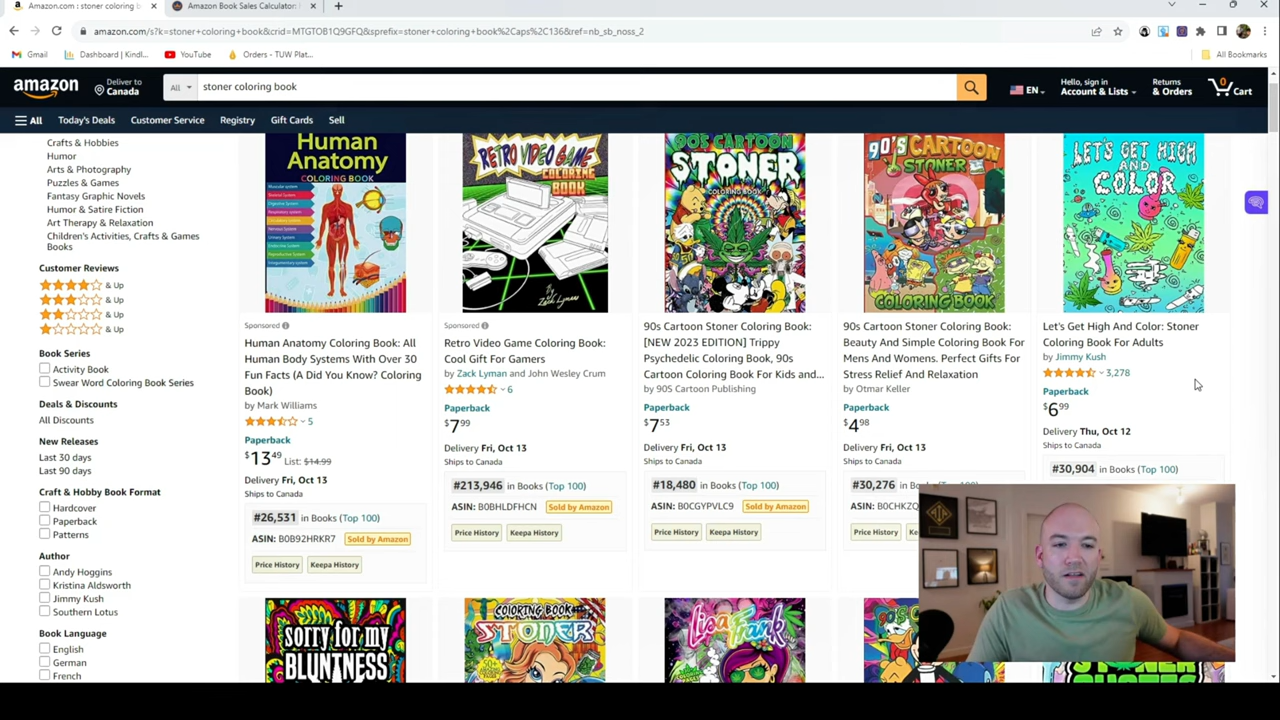 Amazon.com : stoner coloring b
Amazon Book Sales Calculator:
amazon.com/s?k=stoner+coloring+book&crid=MTGTOB1Q9GFQ&sprefix=stoner+coloring+book%2Caps%2C136&ref=nb_sb_noss_2
Gmail
Dashboard | Kindl...
YouTube
Orders - TUW Plat...
All Bookmarks
amazon
Deliver to
Canada
All
stoner coloring book
EN
Hello, sign in
Account & Lists
Returns
& Orders
0
Cart
All
Today's Deals
Customer Service
Registry
Gift Cards
Sell
Crafts & Hobbies
Humor
Arts & Photography
Puzzles & Games
Fantasy Graphic Novels
Humor & Satire Fiction
Art Therapy & Relaxation
Children's Activities, Crafts & Games
Books
Customer Reviews
& Up
& Up
& Up
& Up
Book Series
Activity Book
Swear Word Coloring Book Series
Deals & Discounts
All Discounts
New Releases
Last 30 days
Last 90 days
Craft & Hobby Book Format
Hardcover
Paperback
Patterns
Author
Andy Hoggins
Kristina Aldsworth
Jimmy Kush
Southern Lotus
Book Language
English
German
French
Human
Anatomy
COLORING BOOK
Sponsored
Human Anatomy Coloring Book: All
Human Body Systems With Over 30
Fun Facts (A Did You Know? Coloring
Book)
by Mark Williams
5
Paperback
$13 49 List: $14.99
Delivery Fri, Oct 13
Ships to Canada
#26,531 in Books (Top 100)
ASIN: B0B92HRKR7
Sold by Amazon
Price History
Keepa History
RETRO VIDEO GAME
COLORING
BOOK
Zack Lyman
Sponsored
Retro Video Game Coloring Book:
Cool Gift For Gamers
by Zack Lyman and John Wesley Crum
6
Paperback
$7 99
Delivery Fri, Oct 13
Ships to Canada
#213,946 in Books (Top 100)
ASIN: B0BHLDFHCN
Sold by Amazon
Price History
Keepa History
90S CARTOON
STONER
COLORING BOOK
90s Cartoon Stoner Coloring Book:
[NEW 2023 EDITION] Trippy
Psychedelic Coloring Book, 90s
Cartoon Coloring Book For Kids and...
by 90S Cartoon Publishing
Paperback
$7 53
Delivery Fri, Oct 13
Ships to Canada
#18,480 in Books (Top 100)
ASIN: B0CGYPVLC9
Sold by Amazon
Price History
Keepa History
90'S CARTOON
STONER
COLORING BOOK
90s Cartoon Stoner Coloring Book:
Beauty And Simple Coloring Book For
Mens And Womens. Perfect Gifts For
Stress Relief And Relaxation
by Otmar Keller
Paperback
$4 98
Delivery Fri, Oct 13
Ships to Canada
#30,276 in Books (Top 100)
ASIN: B0CHKZQ
Price History
LET'S GET HIGH
AND
COLOR
Let's Get High And Color: Stoner
Coloring Book For Adults
by Jimmy Kush
3,278
Paperback
$6 99
Delivery Thu, Oct 12
Ships to Canada
#30,904 in Books (Top 100)
sorry for my
BLUNTNESS
COLORING BOOK
STONER
Lisa Frank
STONER
QUOTES